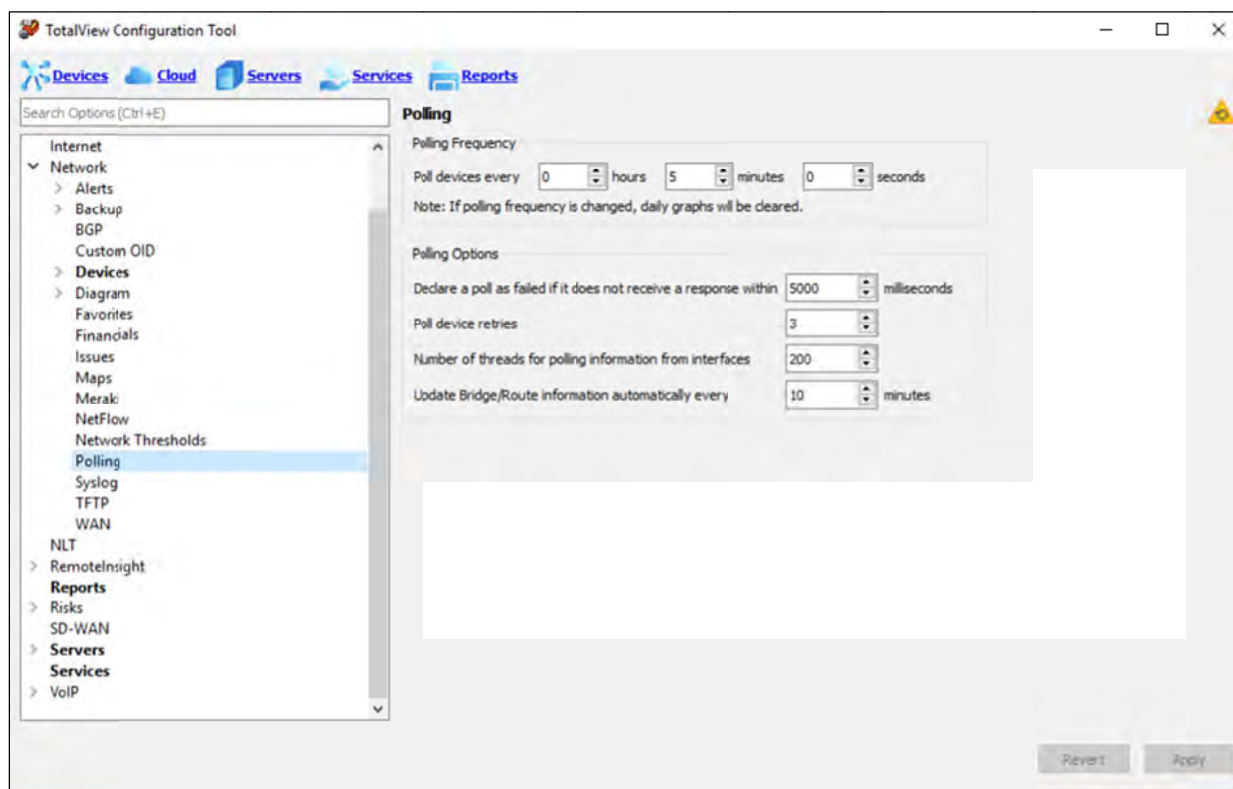 TotalView Configuration Tool
Devices Cloud Servers Services Reports
Search Options (Ctrl+E)
Internet
Network
Alerts
Backup
BGP
Custom OID
Devices
Diagram
Favorites
Financials
Issues
Maps
Meraki
NetFlow
Network Thresholds
Polling
Syslog
TFTP
WAN
NLT
RemoteInsight
Reports
Risks
SD-WAN
Servers
Services
VoIP
Polling
Polling Frequency
Poll devices every 0 hours 5 minutes 0 seconds
Note: If polling frequency is changed, daily graphs will be cleared.
Polling Options
Declare a poll as failed if it does not receive a response within 5000 milliseconds
Poll device retries 3
Number of threads for polling information from interfaces 200
Update Bridge/Route information automatically every 10 minutes
Revert Apply